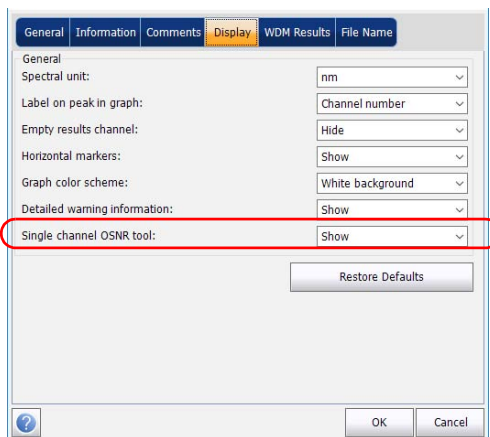 General Information Comments Display WDM Results File Name
General
Spectral unit: nm
Label on peak in graph: Channel number
Empty results channel: Hide
Horizontal markers: Show
Graph color scheme: White background
Detailed warning information: Show
Single channel OSNR tool: Show
Restore Defaults
? OK Cancel